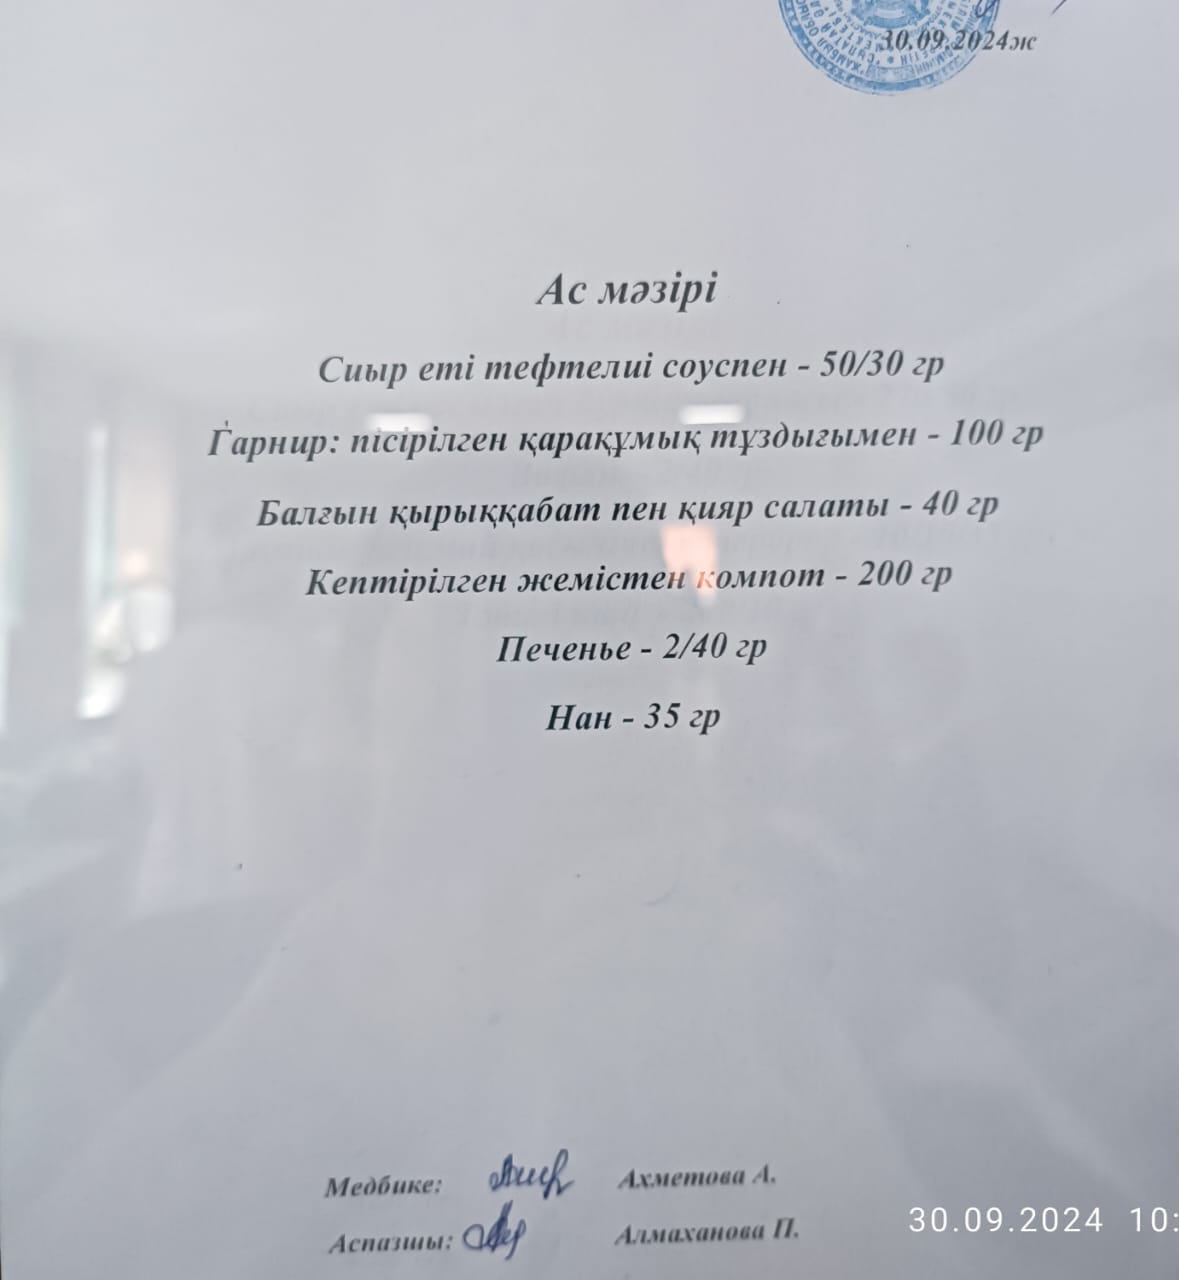 30.09.2024ж
Ас мәзірі
Сиыр еті тефтелиі соуспен - 50/30 гр
Гарнир: пісірілген қарақұмық тұздығымен - 100 гр
Балғын қырыққабат пен қияр салаты - 40 гр
Кептірілген жемістен компот - 200 гр
Печенье - 2/40 гр
Нан - 35 гр
Медбике: Ахметова А.
Аспазшы: Алмаханова П.
30.09.2024 10: